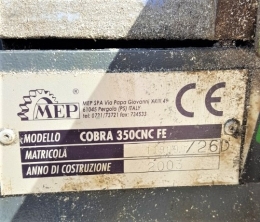 MEP ®
MEP SPA Via Papa Giovanni XXIII 49
61045 Pergola (PS) ITALY
tel 0721/73721 fax 734533
CE
MODELLO COBRA 350CNC FE
MATRICOLA /260
ANNO DI COSTRUZIONE